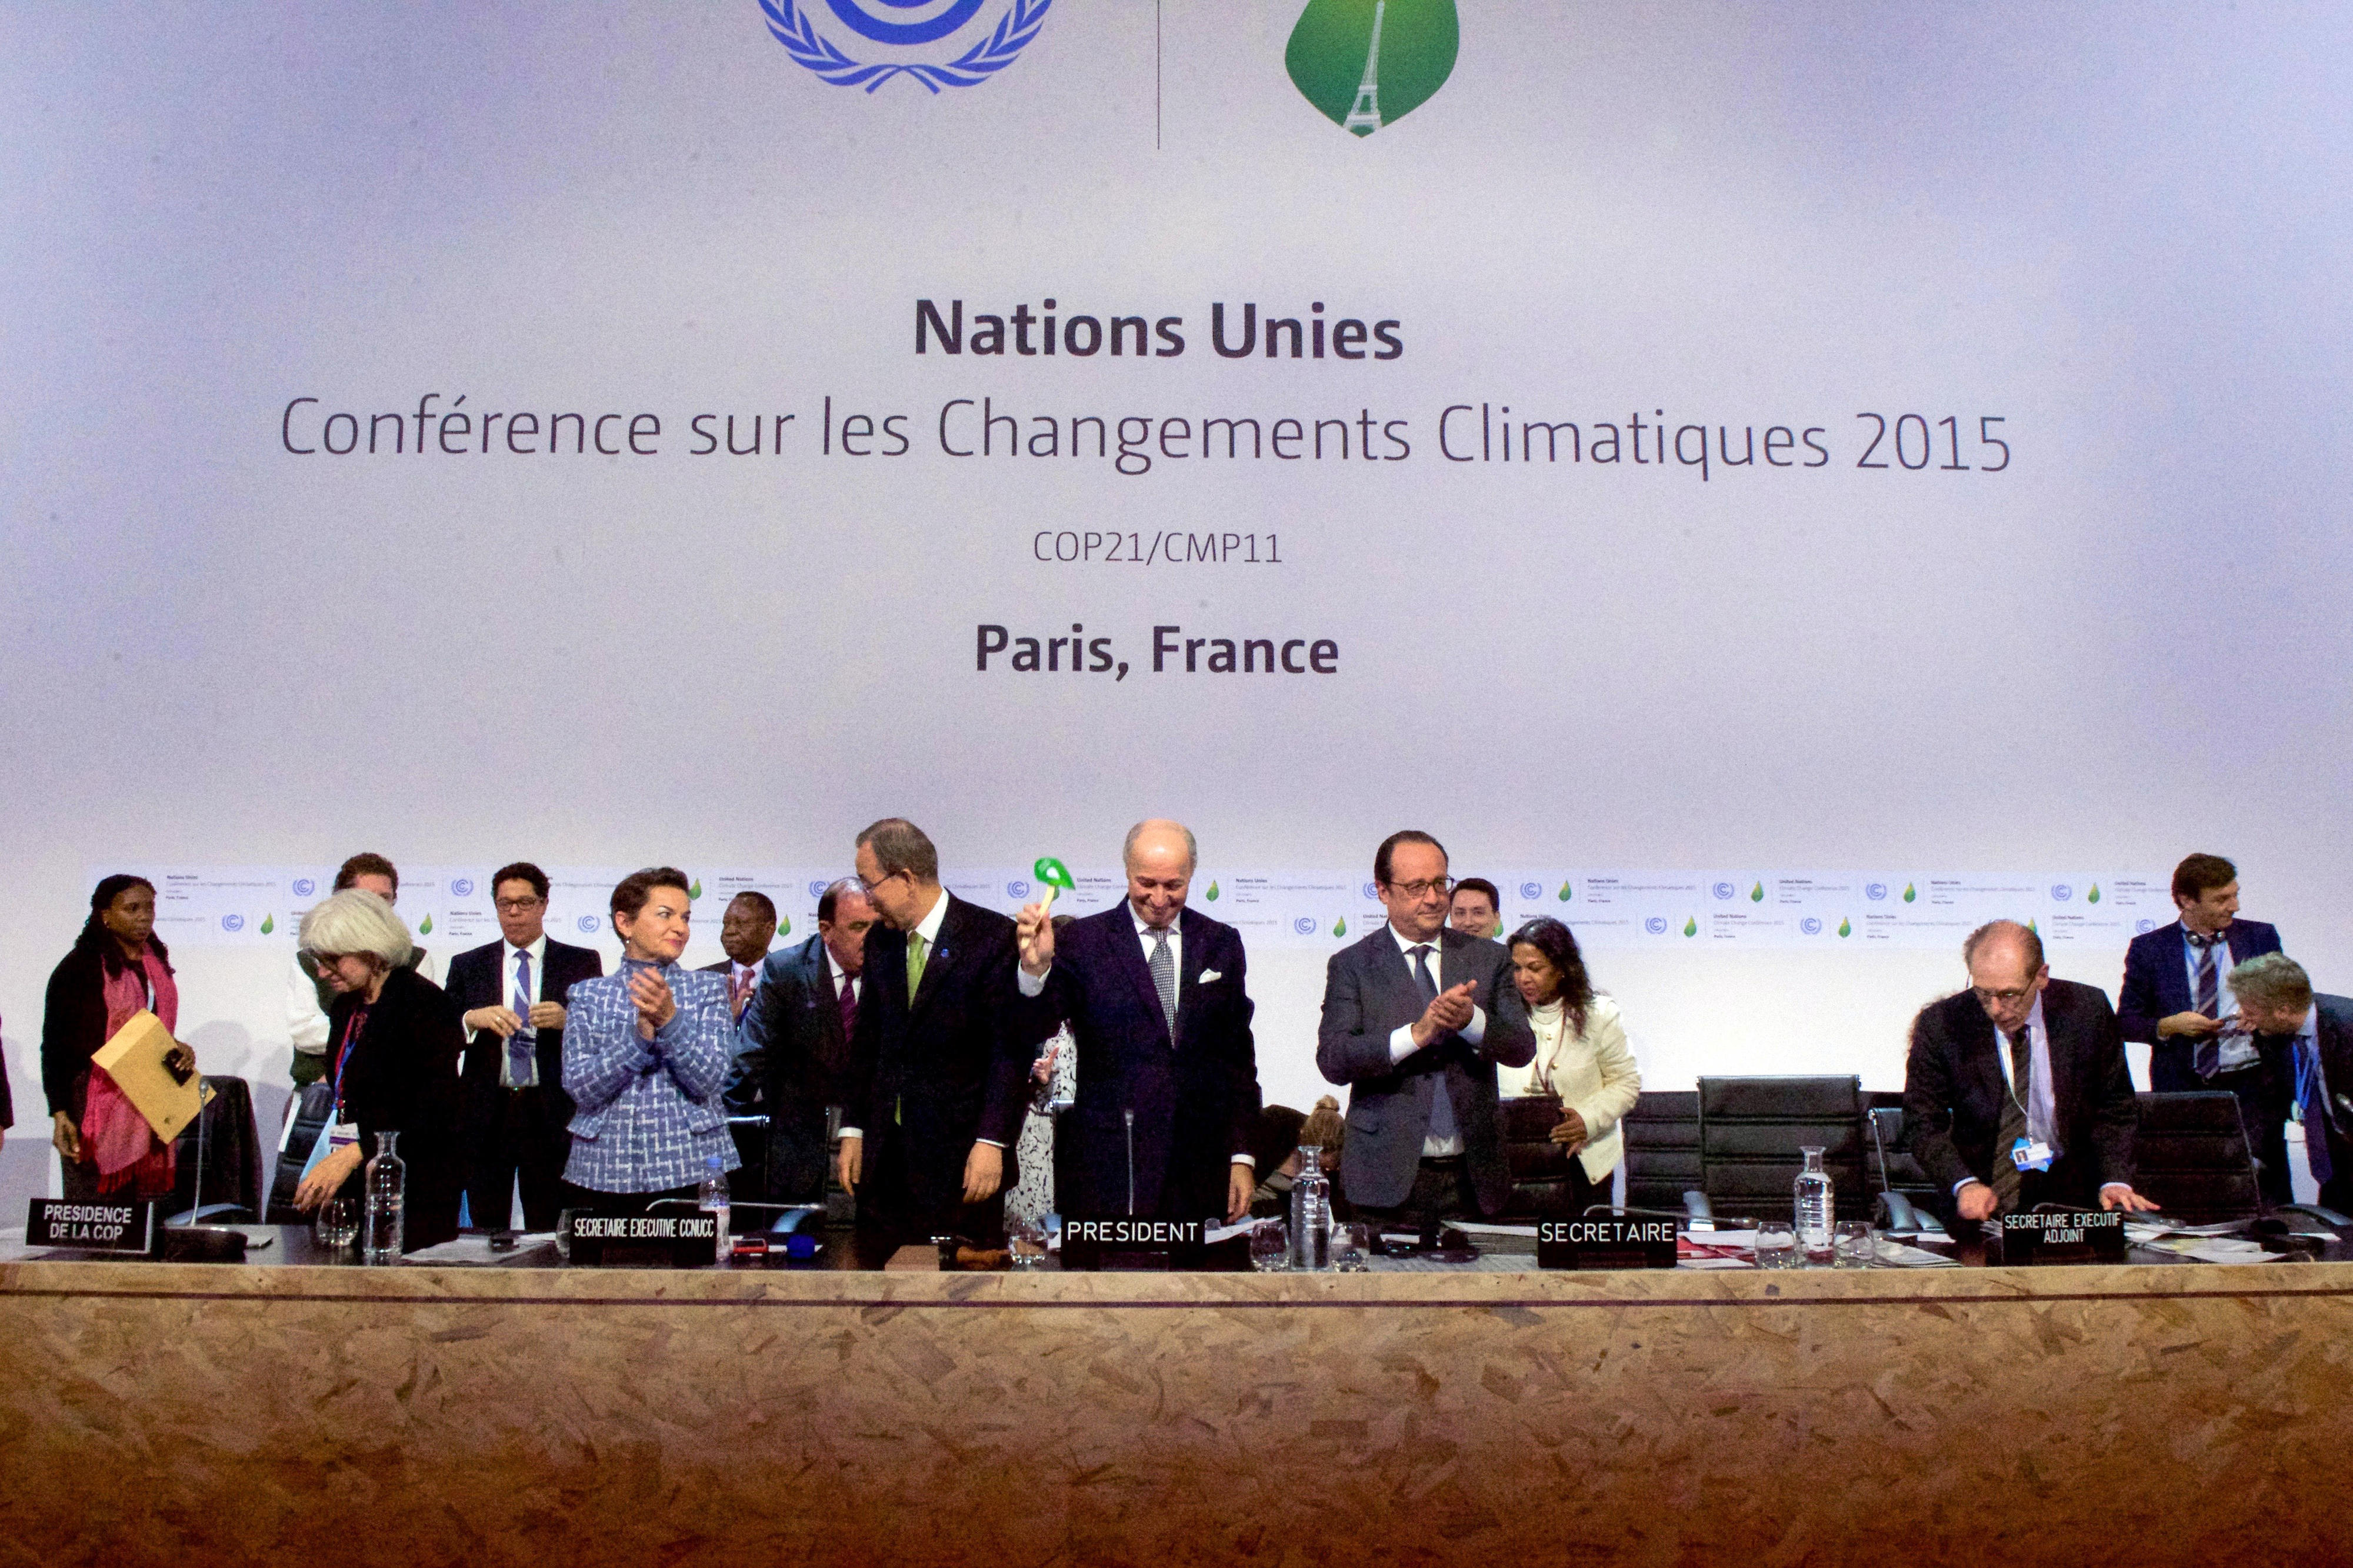 Nations Unies
Conférence sur les Changements Climatiques 2015
COP21/CMP11
Paris, France
PRESIDENCE
DE LA COP
SECRETAIRE EXECUTIVE CCNUCC
PRESIDENT
SECRETAIRE
SECRETAIRE EXECUTIF
ADJOINT